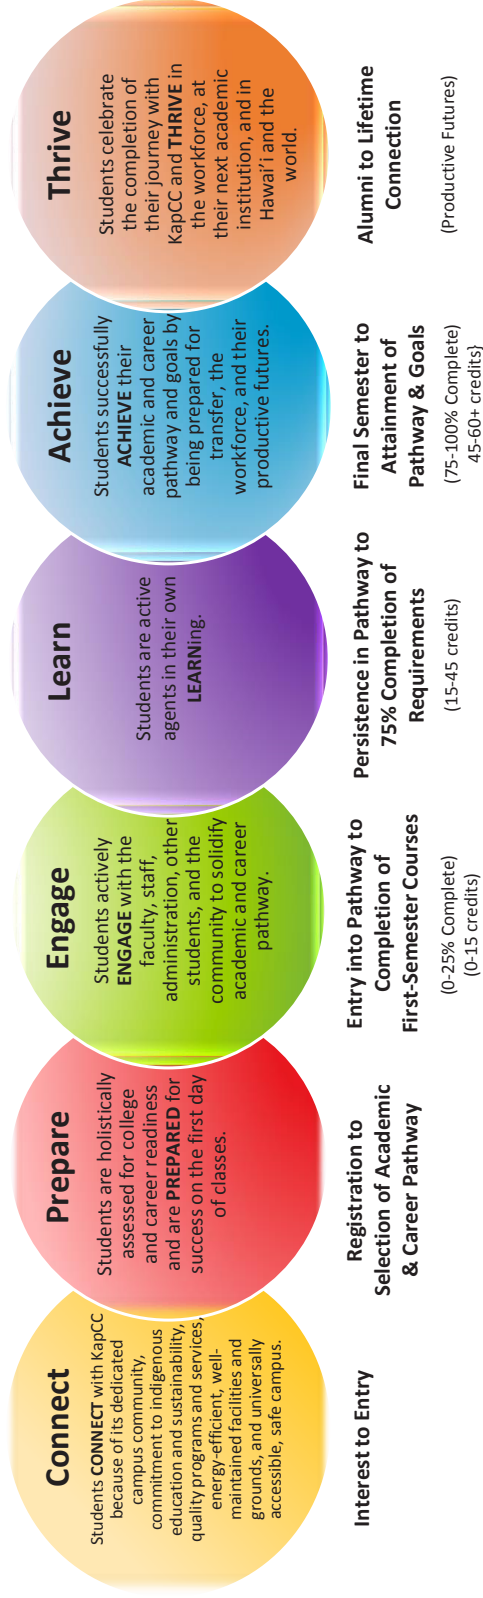 Connect
Students CONNECT with KapCC
because of its dedicated
campus community,
commitment to indigenous
education and sustainability,
quality programs and services,
energy-efficient, well-
maintained facilities and
grounds, and universally
accessible, safe campus.
Interest to Entry
Prepare
Students are holistically
assessed for college
and career readiness
and are PREPARED for
success on the first day
of classes.
Registration to
Selection of Academic
& Career Pathway
Engage
Students actively
ENGAGE with the
faculty, staff,
administration, other
students, and the
community to solidify
academic and career
pathway.
Entry into Pathway to
Completion of
First-Semester Courses
(0-25% Complete)
(0-15 credits)
Learn
Students are active
agents in their own
LEARNing.
Persistence in Pathway to
75% Completion of
Requirements
(15-45 credits)
Achieve
Students successfully
ACHIEVE their
academic and career
pathway and goals by
being prepared for
transfer, the
workforce, and their
productive futures.
Final Semester to
Attainment of
Pathway & Goals
(75-100% Complete)
45-60+ credits}
Thrive
Students celebrate
the completion of
their journey with
KapCC and THRIVE in
the workforce, at
their next academic
institution, and in
Hawai‘i and the
world.
Alumni to Lifetime
Connection
(Productive Futures)